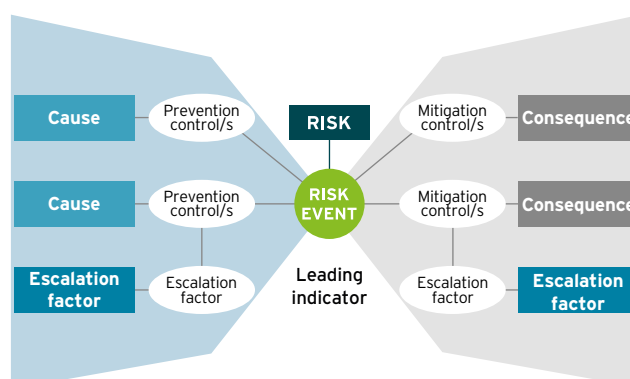 Cause
Prevention
control/s
RISK
Mitigation
control/s
Consequence
Cause
Prevention
control/s
RISK
EVENT
Mitigation
control/s
Consequence
Escalation
factor
Escalation
factor
Leading
indicator
Escalation
factor
Escalation
factor